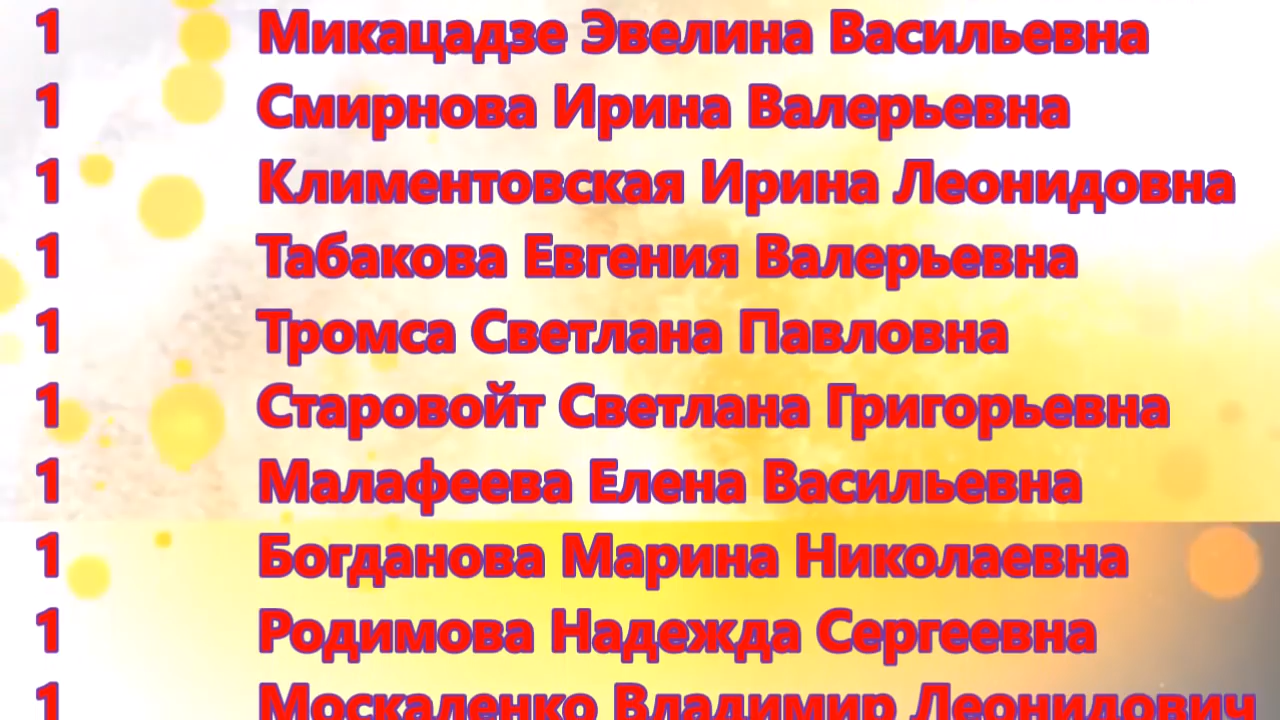 1 Микацадзе Эвелина Васильевна
1 Смирнова Ирина Валерьевна
1 Климентовская Ирина Леонидовна
1 Табакова Евгения Валерьевна
1 Тромса Светлана Павловна
1 Старовойт Светлана Григорьевна
1 Малафеева Елена Васильевна
1 Богданова Марина Николаевна
1 Родимова Надежда Сергеевна
1 Москаленко Владимир Леонидович